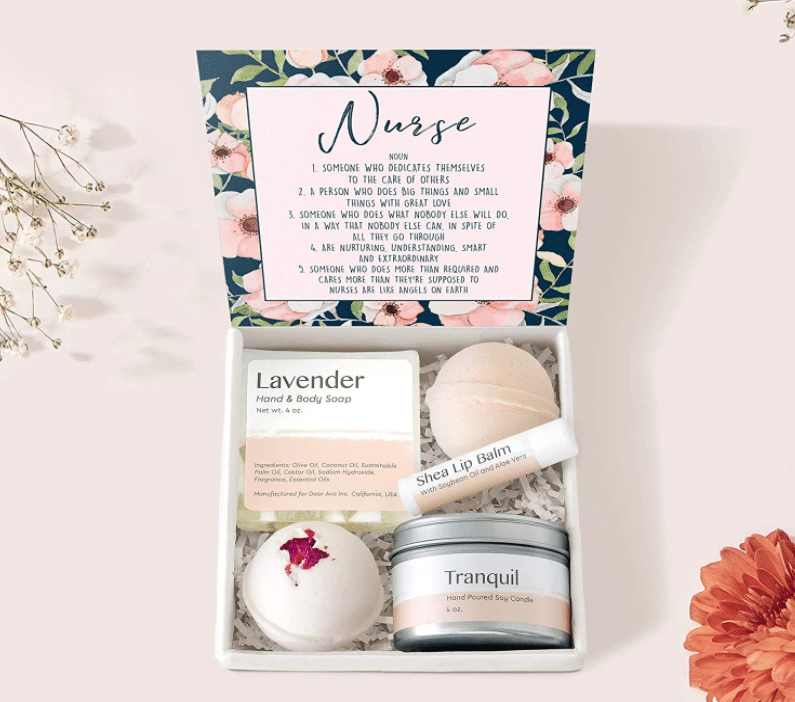 Nurse
NOUN
1. SOMEONE WHO DEDICATES THEMSELVES
TO THE CARE OF OTHERS
2. A PERSON WHO DOES BIG THINGS AND SMALL
THINGS WITH GREAT LOVE
3. SOMEONE WHO DOES WHAT NOBODY ELSE WILL DO,
IN A WAY THAT NOBODY ELSE CAN, IN SPITE OF
ALL THEY GO THROUGH
4. ARE NURTURING, UNDERSTANDING, SMART
AND EXTRAORDINARY
5. SOMEONE WHO DOES MORE THAN REQUIRED AND
CARES MORE THAN THEY'RE SUPPOSED TO
NURSES ARE LIKE ANGELS ON EARTH
Lavender
Hand & Body Soap
Net wt. 4 oz.
Ingredients: Olive Oil, Coconut Oil, Sustainable
Palm Oil, Castor Oil, Sodium Hydroxide,
Fragrance, Essential Oils
Manufactured for Dear Ava Inc. California, USA
Shea Lip Balm
With Soybean Oil and Aloe Vera
Tranquil
Hand Poured Soy Candle
4 oz.